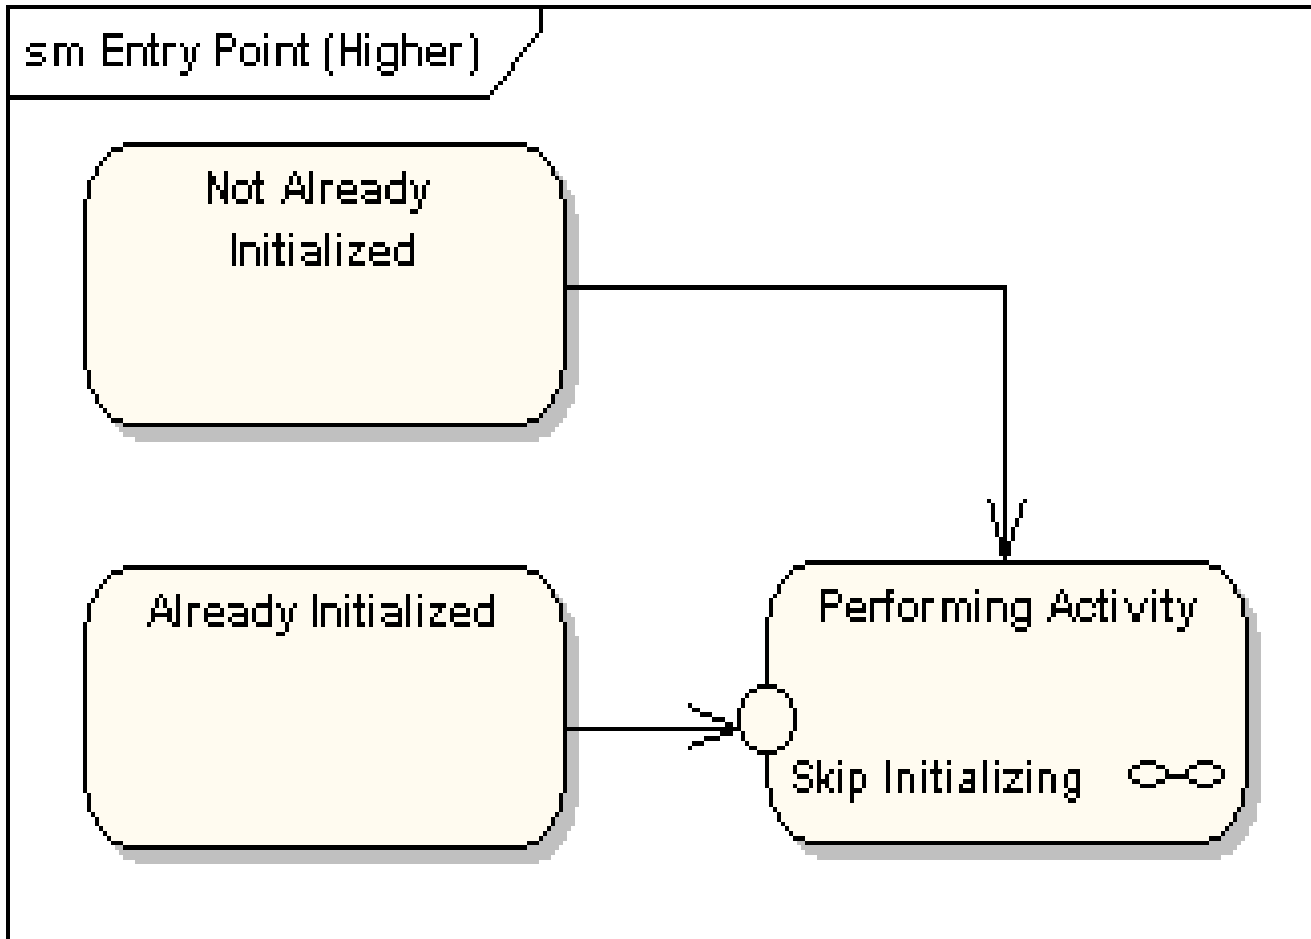 sm Entry Point (Higher)
Not Already
Initialized
Already Initialized
Performing Activity
Skip Initializing